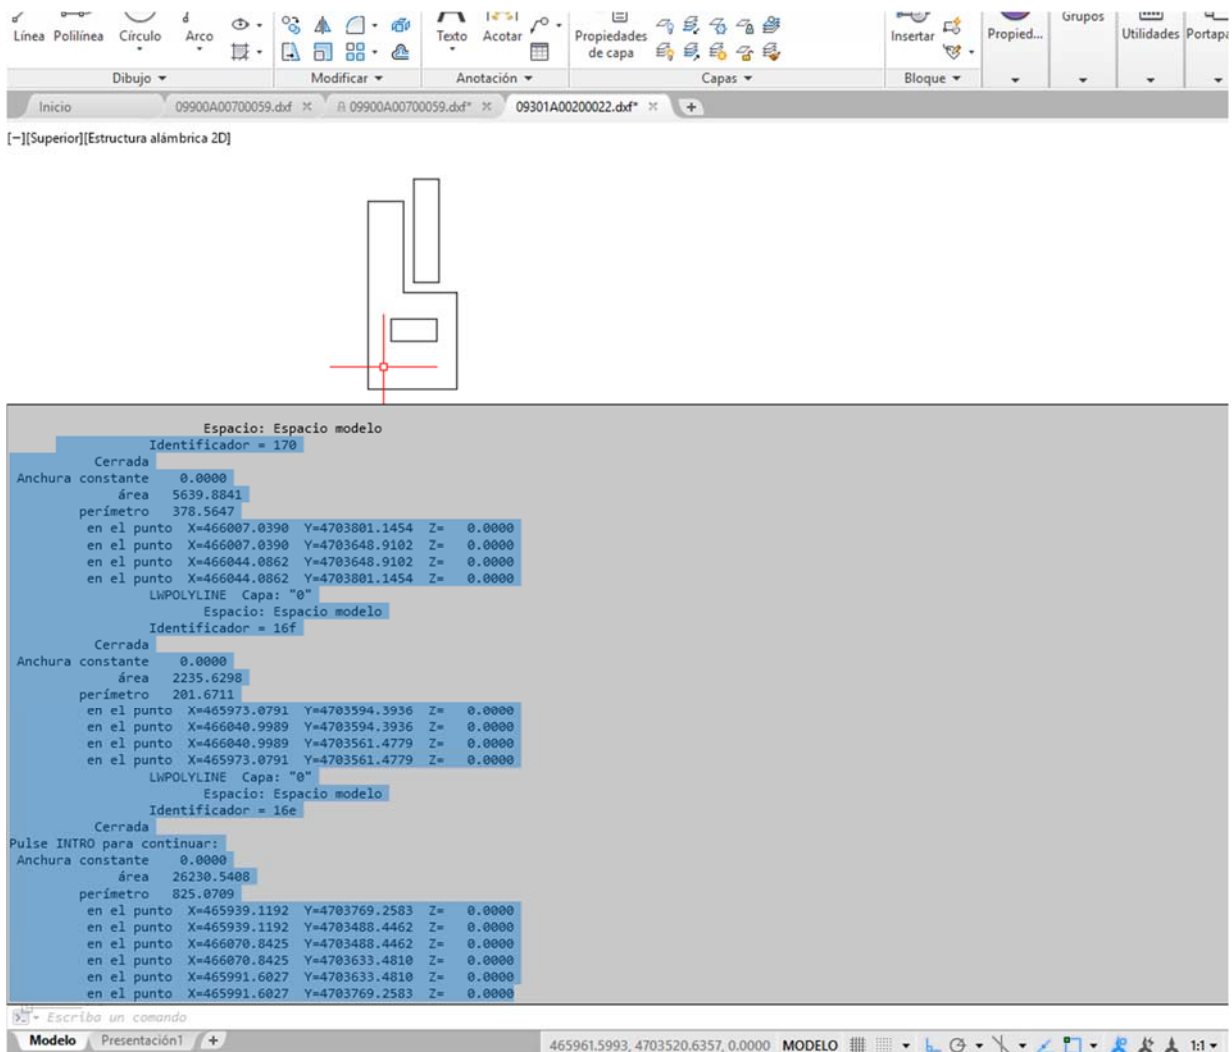 Línea Polilínea Círculo Arco Texto Acotar Propiedades de capa Insertar Propied... Grupos Utilidades
Dibujo Modificar Anotación Capas Bloque
Inicio 09900A00700059.dxf 09900A00700059.dxf* 09301A00200022.dxf* +
[−][Superior][Estructura alámbrica 2D]
Espacio: Espacio modelo
Identificador = 170
Cerrada
Anchura constante 0.0000
área 5639.8841
perímetro 378.5647
en el punto X=466007.0390 Y=4703801.1454 Z= 0.0000
en el punto X=466007.0390 Y=4703648.9102 Z= 0.0000
en el punto X=466044.0862 Y=4703648.9102 Z= 0.0000
en el punto X=466044.0862 Y=4703801.1454 Z= 0.0000
LWPOLYLINE Capa: "0"
Espacio: Espacio modelo
Identificador = 16f
Cerrada
Anchura constante 0.0000
área 2235.6298
perímetro 201.6711
en el punto X=465973.0791 Y=4703594.3936 Z= 0.0000
en el punto X=466040.9989 Y=4703594.3936 Z= 0.0000
en el punto X=466040.9989 Y=4703561.4779 Z= 0.0000
en el punto X=465973.0791 Y=4703561.4779 Z= 0.0000
LWPOLYLINE Capa: "0"
Espacio: Espacio modelo
Identificador = 16e
Cerrada
Pulse INTRO para continuar:
Anchura constante 0.0000
área 26230.5408
perímetro 825.0709
en el punto X=465939.1192 Y=4703769.2583 Z= 0.0000
en el punto X=465939.1192 Y=4703488.4462 Z= 0.0000
en el punto X=466070.8425 Y=4703488.4462 Z= 0.0000
en el punto X=466070.8425 Y=4703633.4810 Z= 0.0000
en el punto X=465991.6027 Y=4703633.4810 Z= 0.0000
en el punto X=465991.6027 Y=4703769.2583 Z= 0.0000
Escriba un comando
Modelo Presentación1 + 465961.5993, 4703520.6357, 0.0000 MODELO 1:1